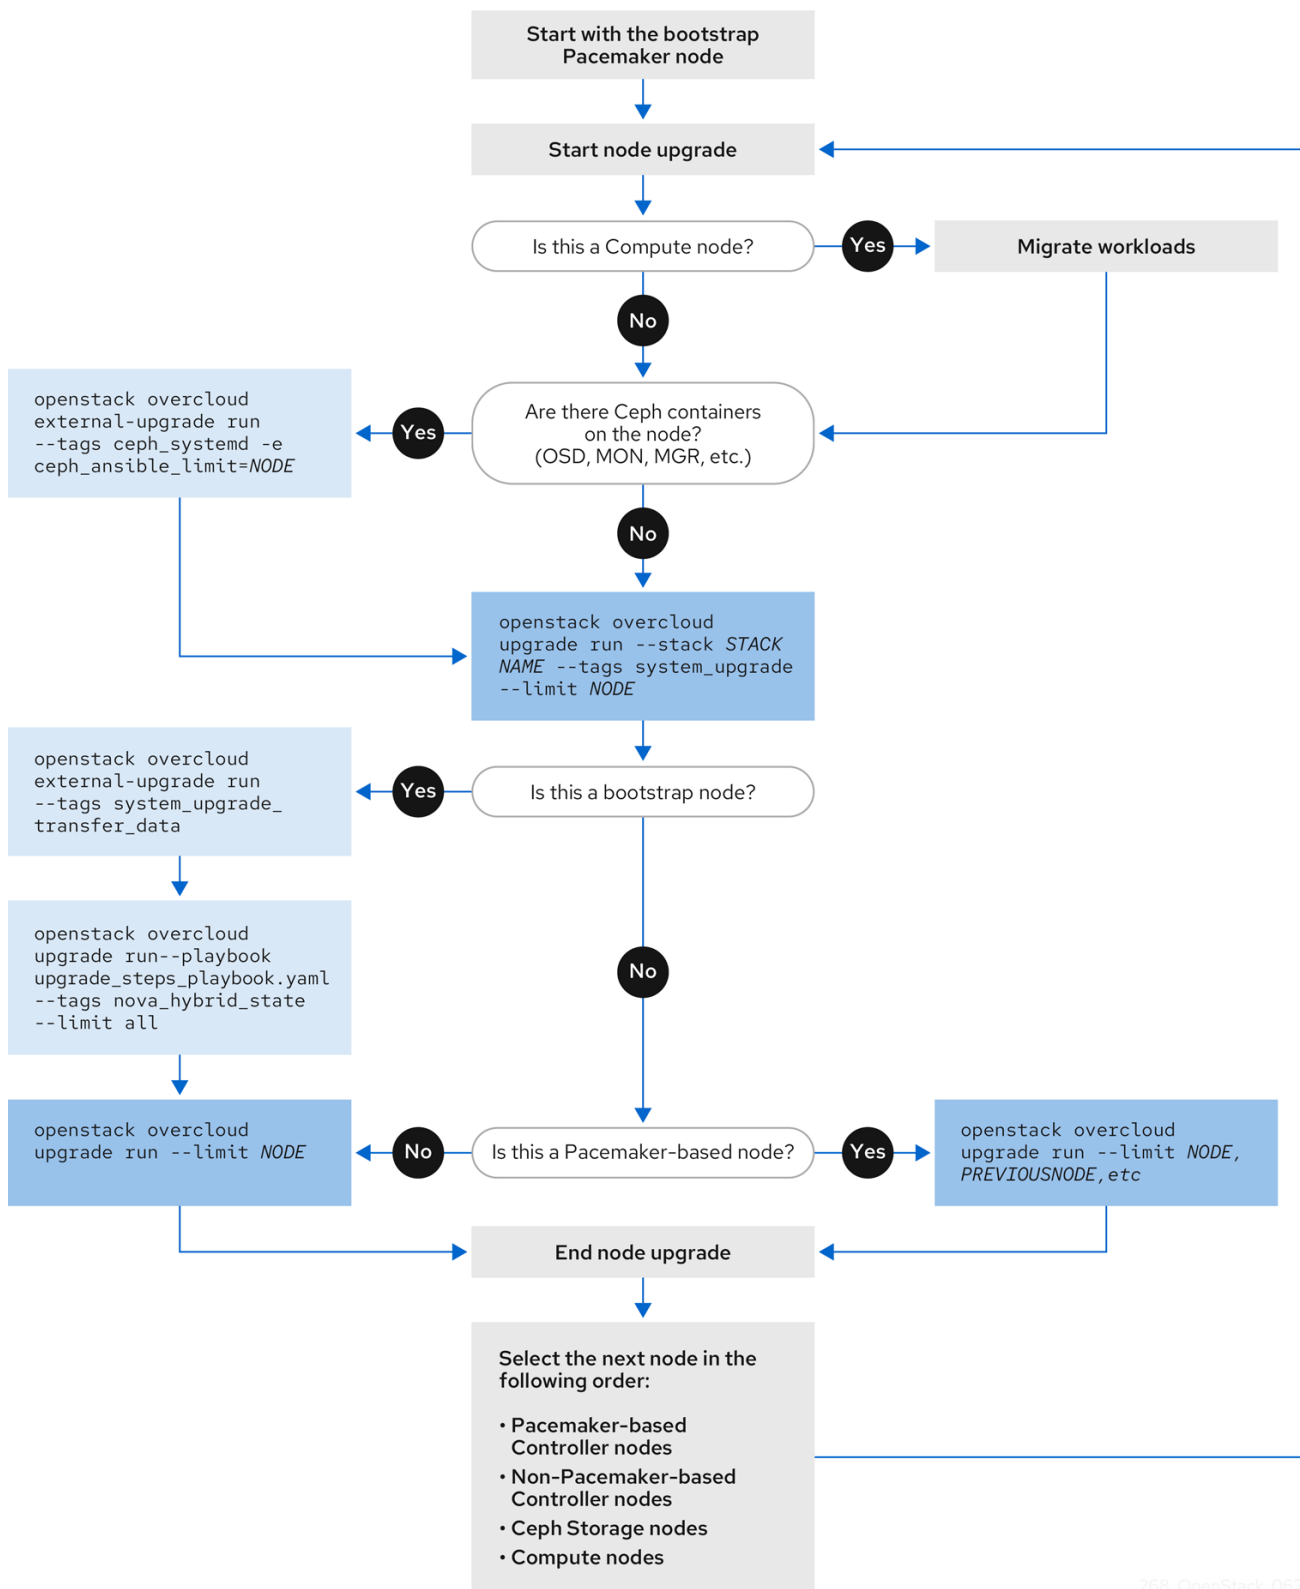 Start with the bootstrap
Pacemaker node
Start node upgrade
Is this a Compute node?
Yes
Migrate workloads
No
openstack overcloud
external-upgrade run
--tags ceph_systemd -e
ceph_ansible_limit=NODE
Yes
Are there Ceph containers
on the node?
(OSD, MON, MGR, etc.)
No
openstack overcloud
upgrade run --stack STACK
NAME --tags system_upgrade
--limit NODE
openstack overcloud
external-upgrade run
--tags system_upgrade_
transfer_data
Yes
Is this a bootstrap node?
openstack overcloud
upgrade run--playbook
upgrade_steps_playbook.yaml
--tags nova_hybrid_state
--limit all
No
openstack overcloud
upgrade run --limit NODE
No
Is this a Pacemaker-based node?
Yes
openstack overcloud
upgrade run --limit NODE,
PREVIOUSNODE,etc
End node upgrade
Select the next node in the
following order:
• Pacemaker-based
Controller nodes
• Non-Pacemaker-based
Controller nodes
• Ceph Storage nodes
• Compute nodes
268_OpenStack_062